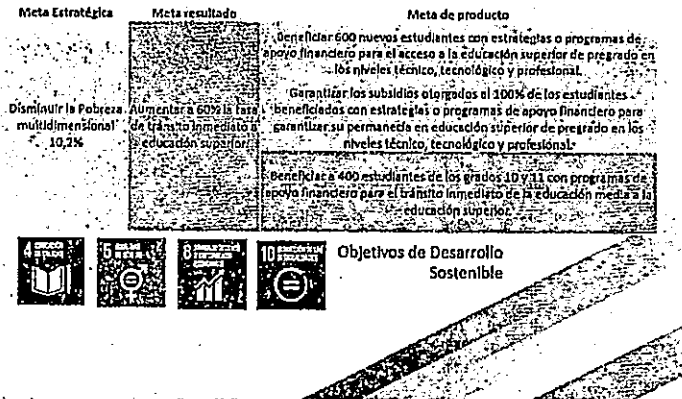 Meta Estratégica
Meta resultado
Meta de producto
Disminuir la Pobreza
multidimensional
10,2%
Aumentar a 60% la tasa
de tránsito inmediato a
educación superior
Beneficiar 600 nuevos estudiantes con estrategias o programas de
apoyo financiero para el acceso a la educación superior de pregrado en
los niveles técnico, tecnológico y profesional.
Garantizar los subsidios otorgados al 100% de los estudiantes
beneficiados con estrategias o programas de apoyo financiero para
garantizar su permanecía en educación superior de pregrado en los
niveles técnico, tecnológico y profesional.
Beneficiar a 400 estudiantes de los grados 10 y 11 con programas de
apoyo financiero para el tránsito inmediato de la educación media a la
educación superior.
4
5
8
10
Objetivos de Desarrollo
Sostenible